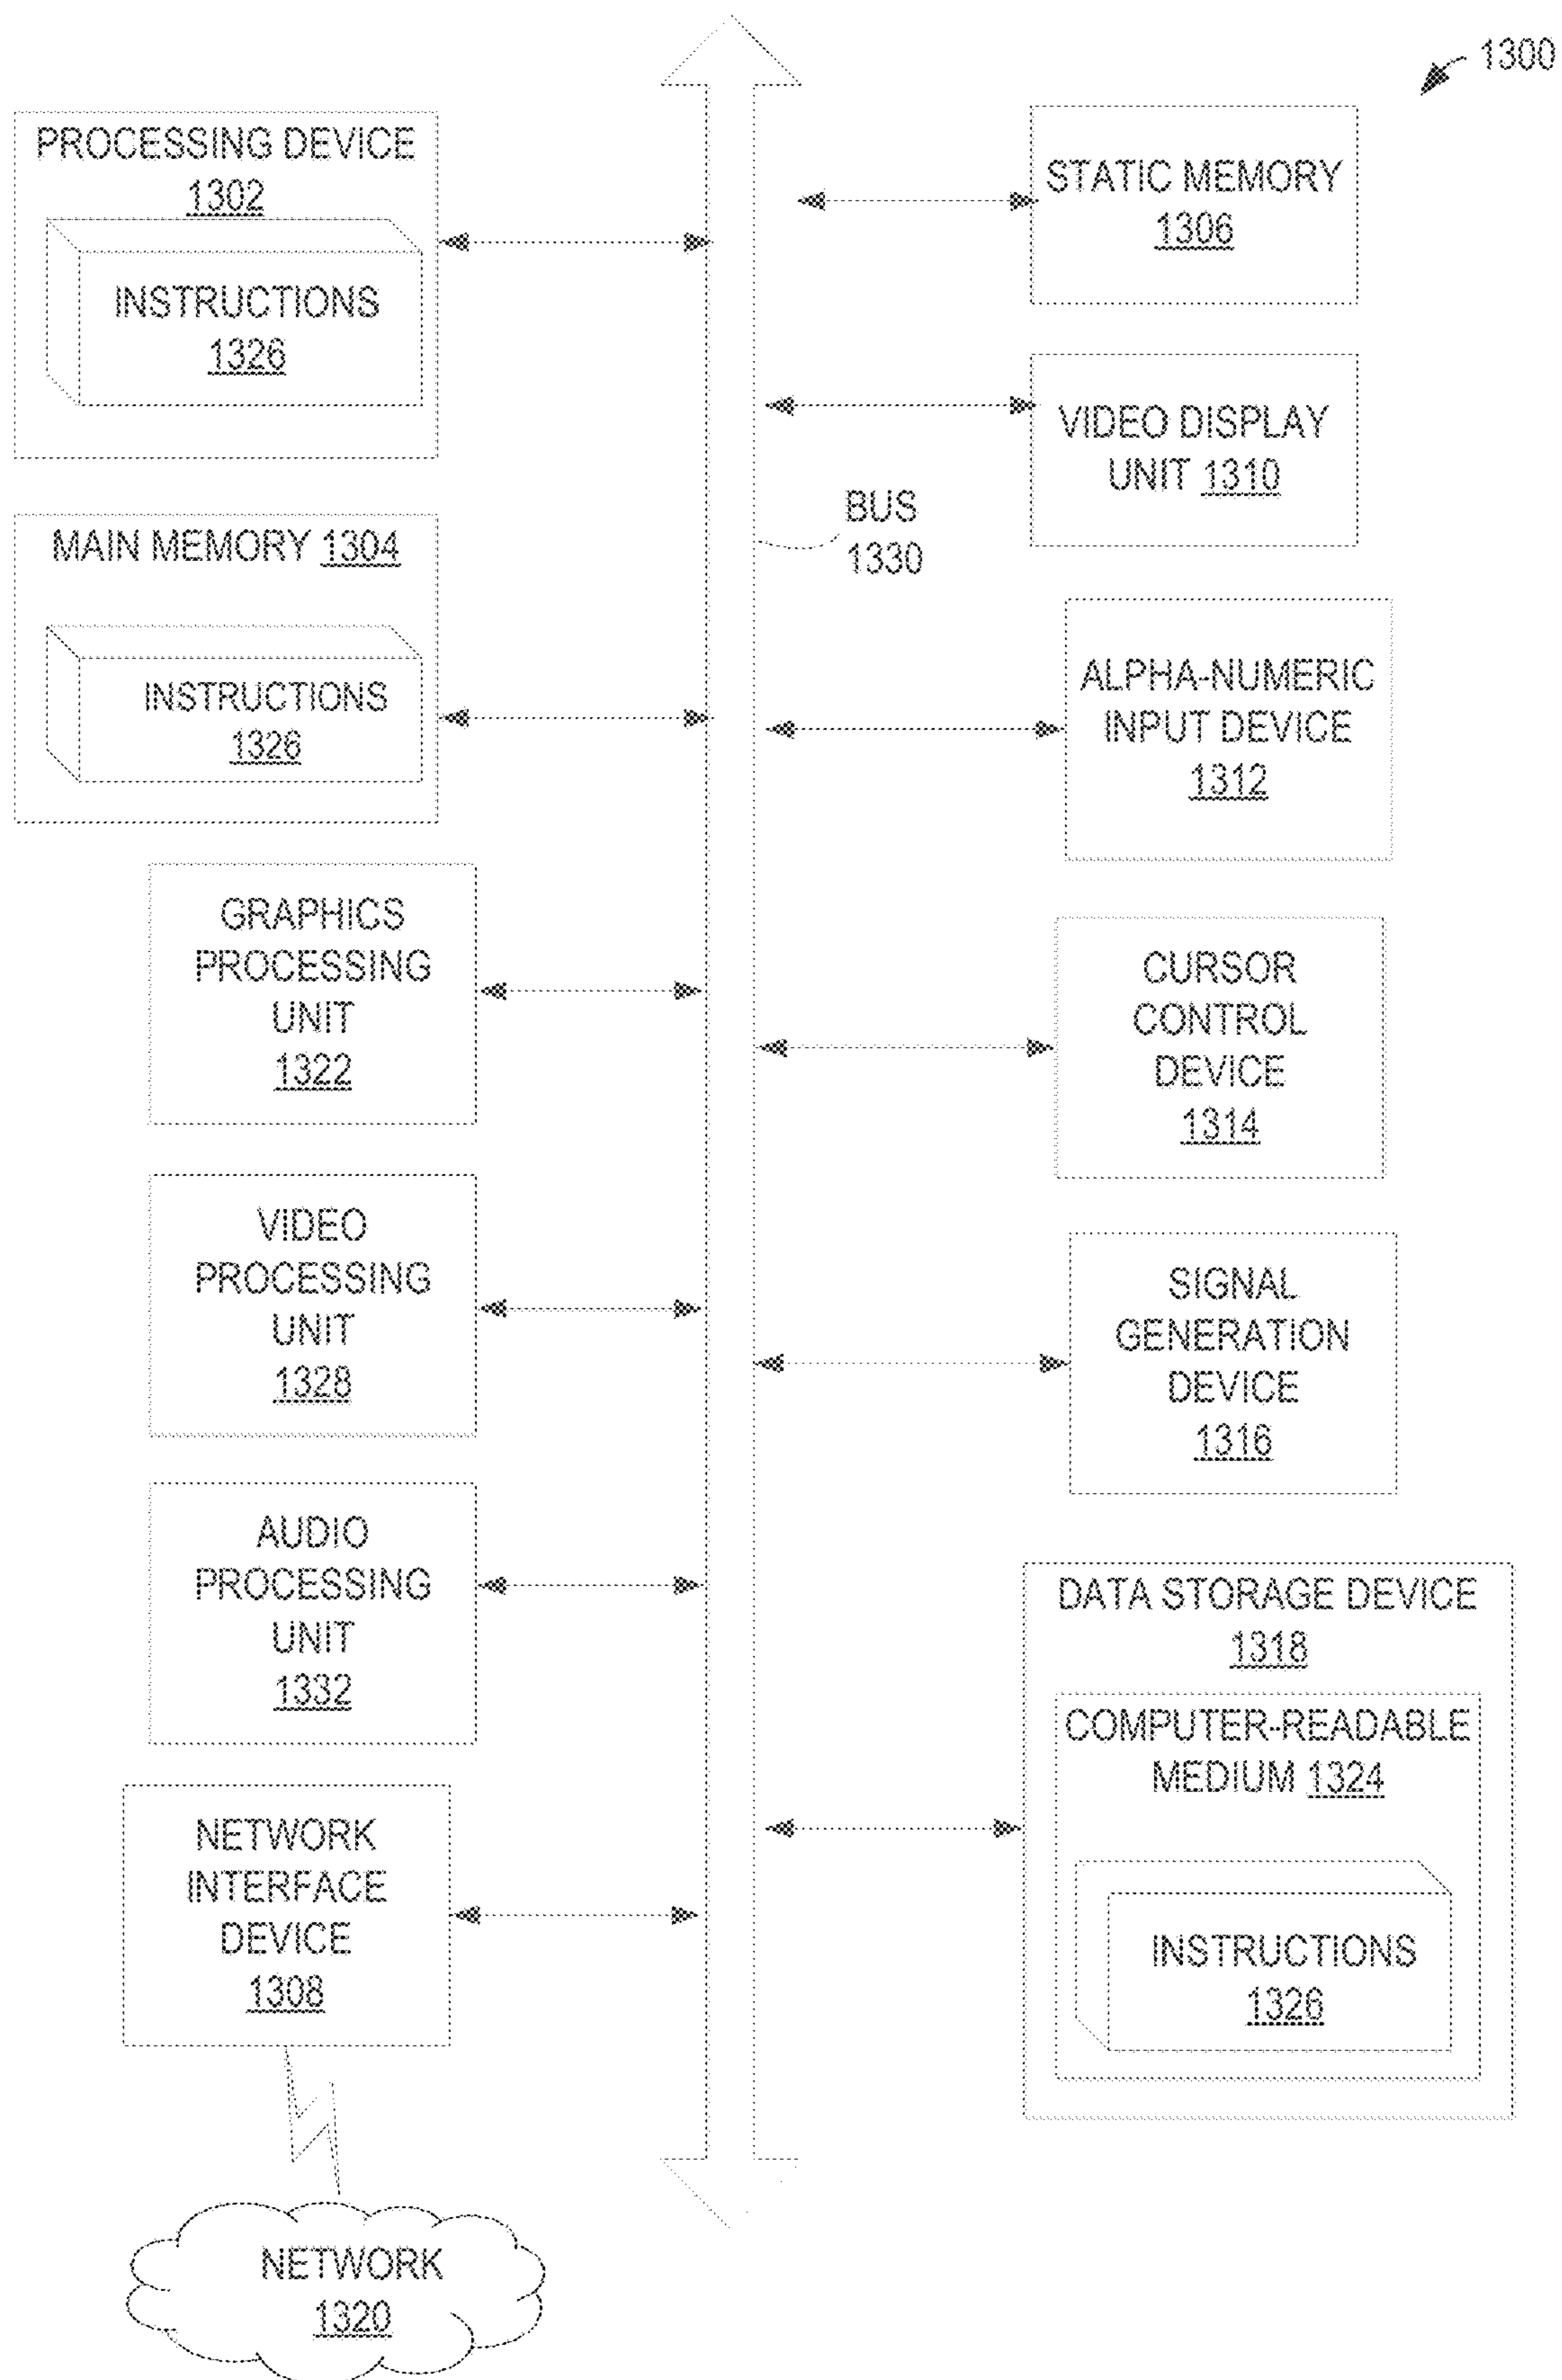 1300
PROCESSING DEVICE
1302
INSTRUCTIONS
1326
MAIN MEMORY 1304
INSTRUCTIONS
1326
GRAPHICS
PROCESSING
UNIT
1322
VIDEO
PROCESSING
UNIT
1328
AUDIO
PROCESSING
UNIT
1332
NETWORK
INTERFACE
DEVICE
1308
NETWORK
1320
BUS
1330
STATIC MEMORY
1306
VIDEO DISPLAY
UNIT 1310
ALPHA-NUMERIC
INPUT DEVICE
1312
CURSOR
CONTROL
DEVICE
1314
SIGNAL
GENERATION
DEVICE
1316
DATA STORAGE DEVICE
1318
COMPUTER-READABLE
MEDIUM 1324
INSTRUCTIONS
1326